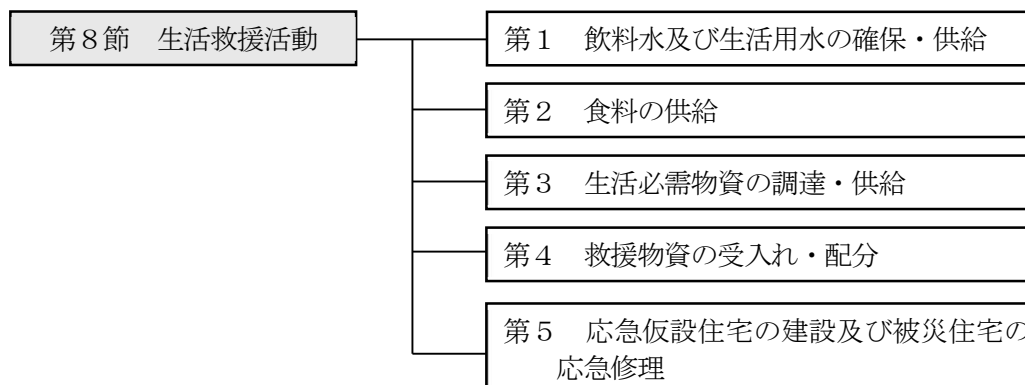 第８節　生活救援活動
第１　飲料水及び生活用水の確保・供給
第２　食料の供給
第３　生活必需物資の調達・供給
第４　救援物資の受入れ・配分
第５　応急仮設住宅の建設及び被災住宅の
応急修理